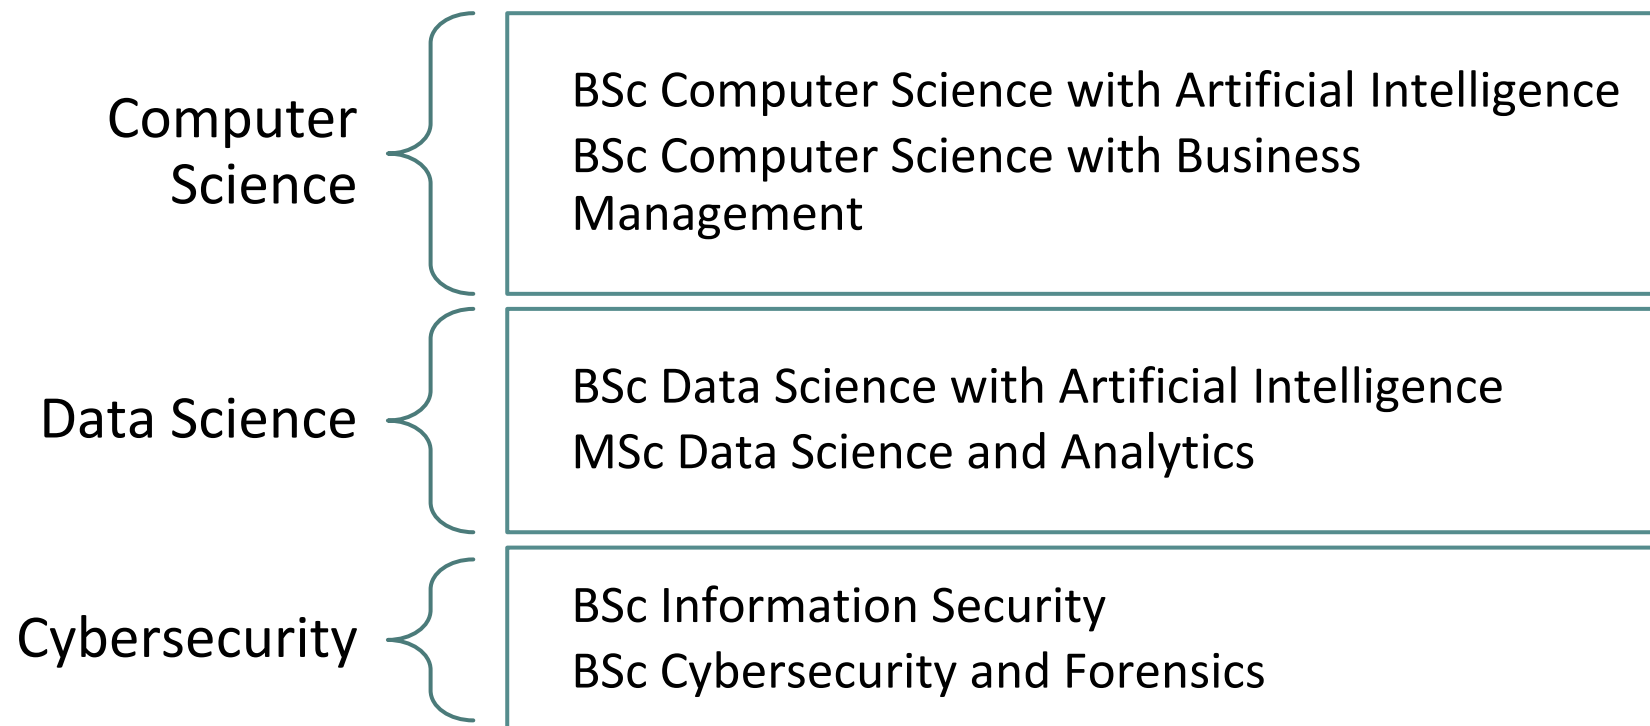 Computer
Science
BSc Computer Science with Artificial Intelligence
BSc Computer Science with Business
Management
Data Science
BSc Data Science with Artificial Intelligence
MSc Data Science and Analytics
Cybersecurity
BSc Information Security
BSc Cybersecurity and Forensics